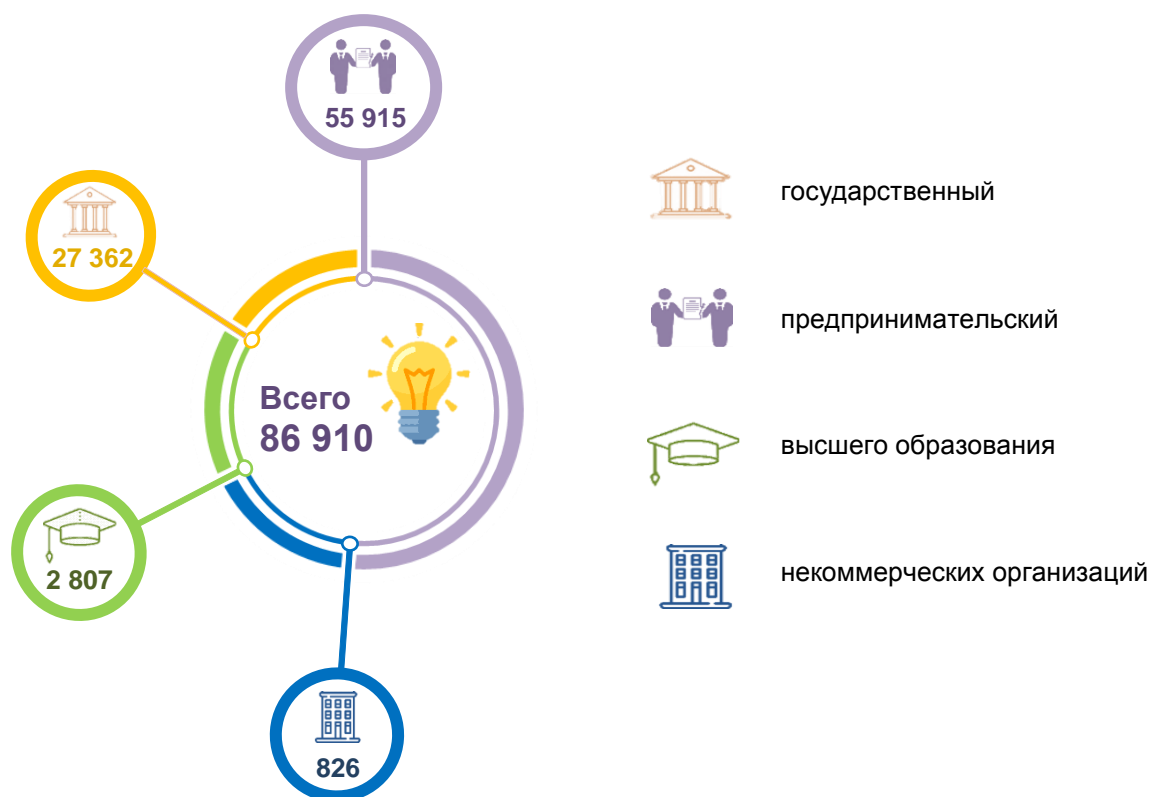 55 915
27 362
Всего
86 910
2 807
826
государственный
предпринимательский
высшего образования
некоммерческих организаций